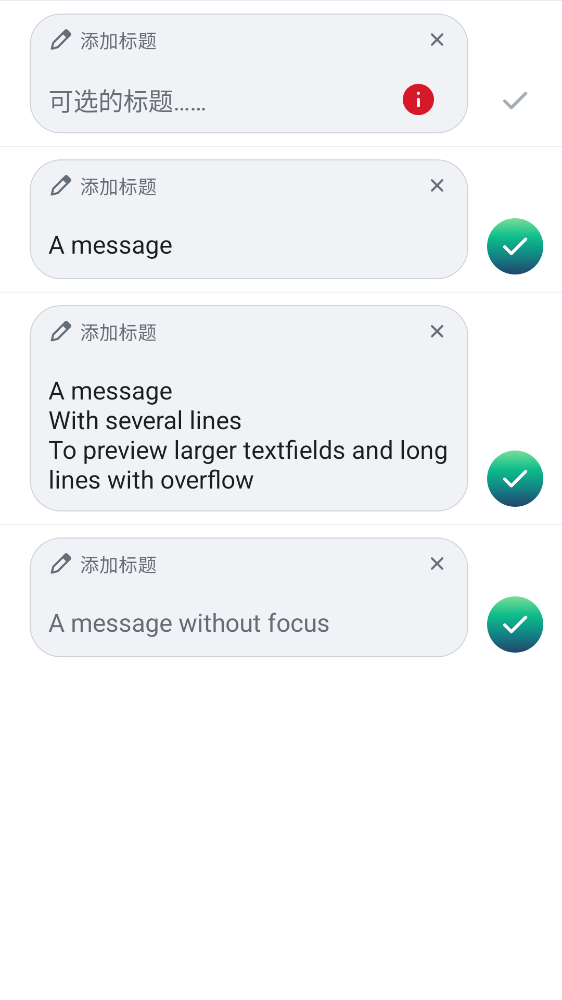 添加标题
可选的标题……
添加标题
A message
添加标题
A message
With several lines
To preview larger textfields and long
lines with overflow
添加标题
A message without focus